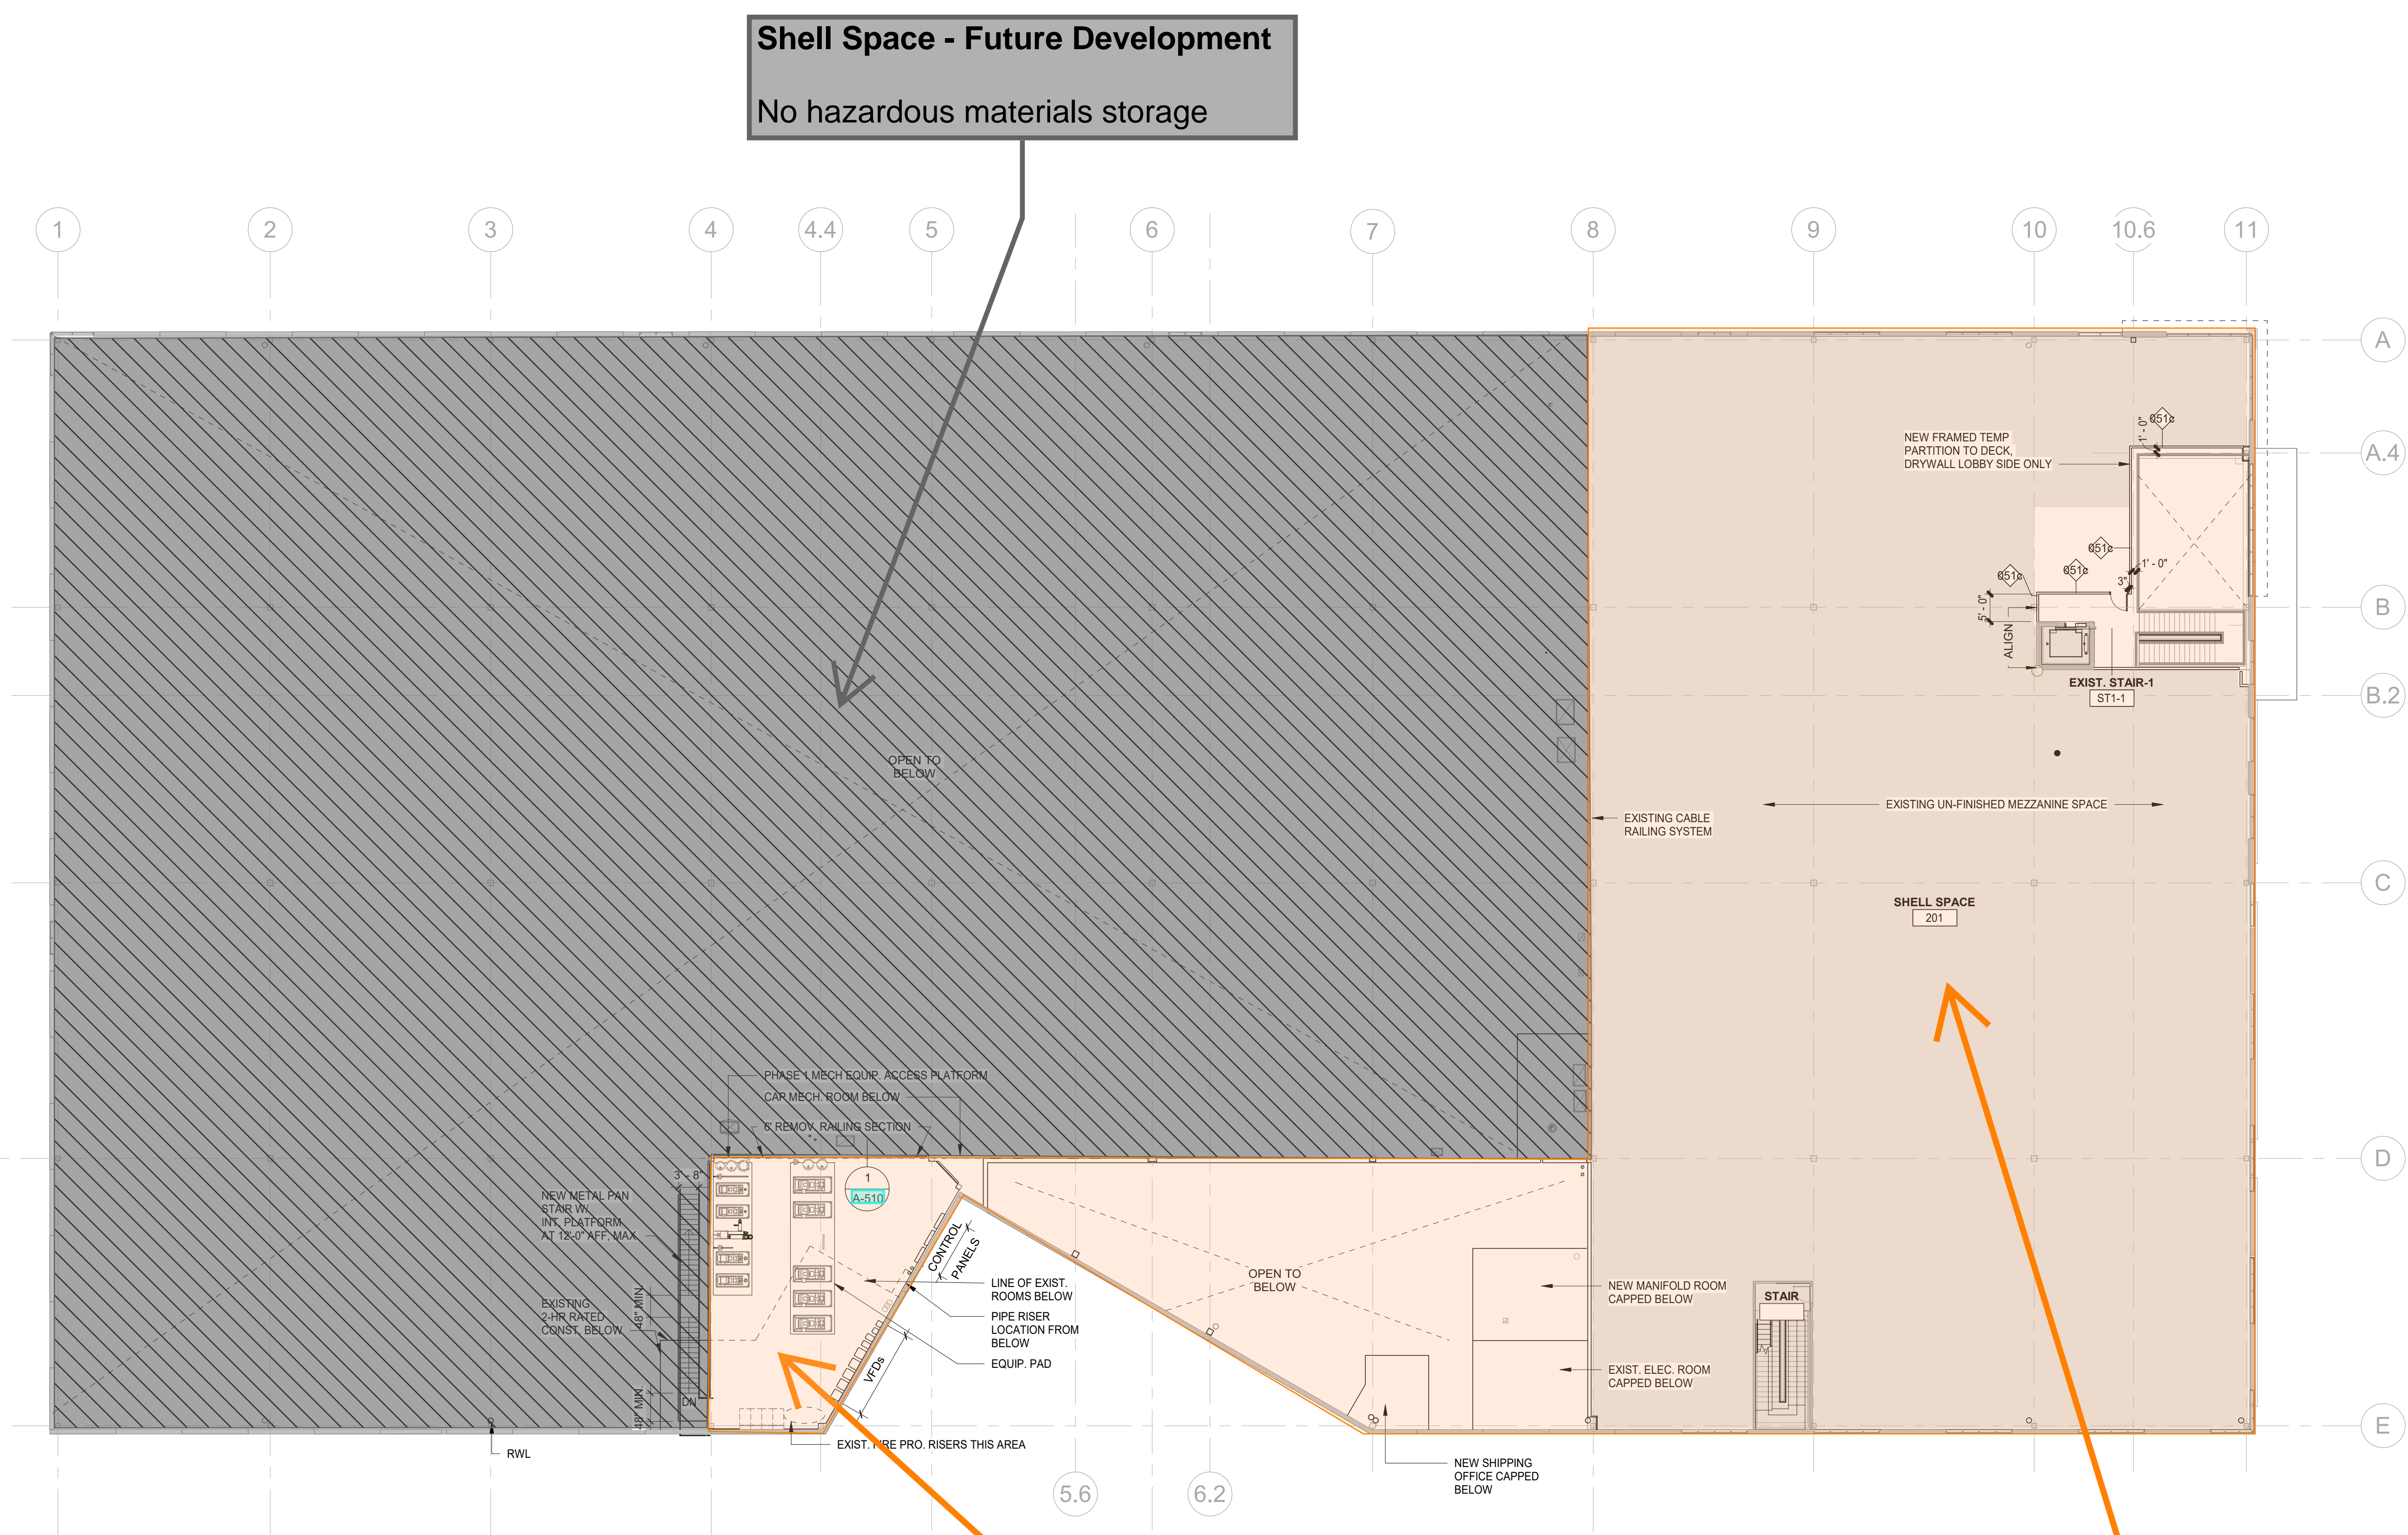 Shell Space - Future Development
No hazardous materials storage
1
2
3
4
4.4
5
6
7
8
9
10
10.6
11
A
A.4
B
B.2
C
D
E
5.6
6.2
NEW FRAMED TEMP
PARTITION TO DECK,
DRYWALL LOBBY SIDE ONLY
1' - 0"
051c
051c
051c
051c
1' - 0"
3"
5' - 0"
ALIGN
EXIST. STAIR-1
ST1-1
OPEN TO
BELOW
EXISTING CABLE
RAILING SYSTEM
EXISTING UN-FINISHED MEZZANINE SPACE
SHELL SPACE
201
PHASE 1 MECH EQUIP. ACCESS PLATFORM
CAP MECH. ROOM BELOW
6' REMOV. RAILING SECTION
3' - 8"
1
A-510
NEW METAL PAN
STAIR W/
INT. PLATFORM
AT 12'-0" AFF, MAX.
EXISTING
2-HR RATED
CONST. BELOW
48" MIN.
48" MIN.
DN
CONTROL
PANELS
VFDs
LINE OF EXIST.
ROOMS BELOW
PIPE RISER
LOCATION FROM
BELOW
EQUIP. PAD
EXIST. FIRE PRO. RISERS THIS AREA
RWL
OPEN TO
BELOW
NEW MANIFOLD ROOM
CAPPED BELOW
EXIST. ELEC. ROOM
CAPPED BELOW
NEW SHIPPING
OFFICE CAPPED
BELOW
STAIR